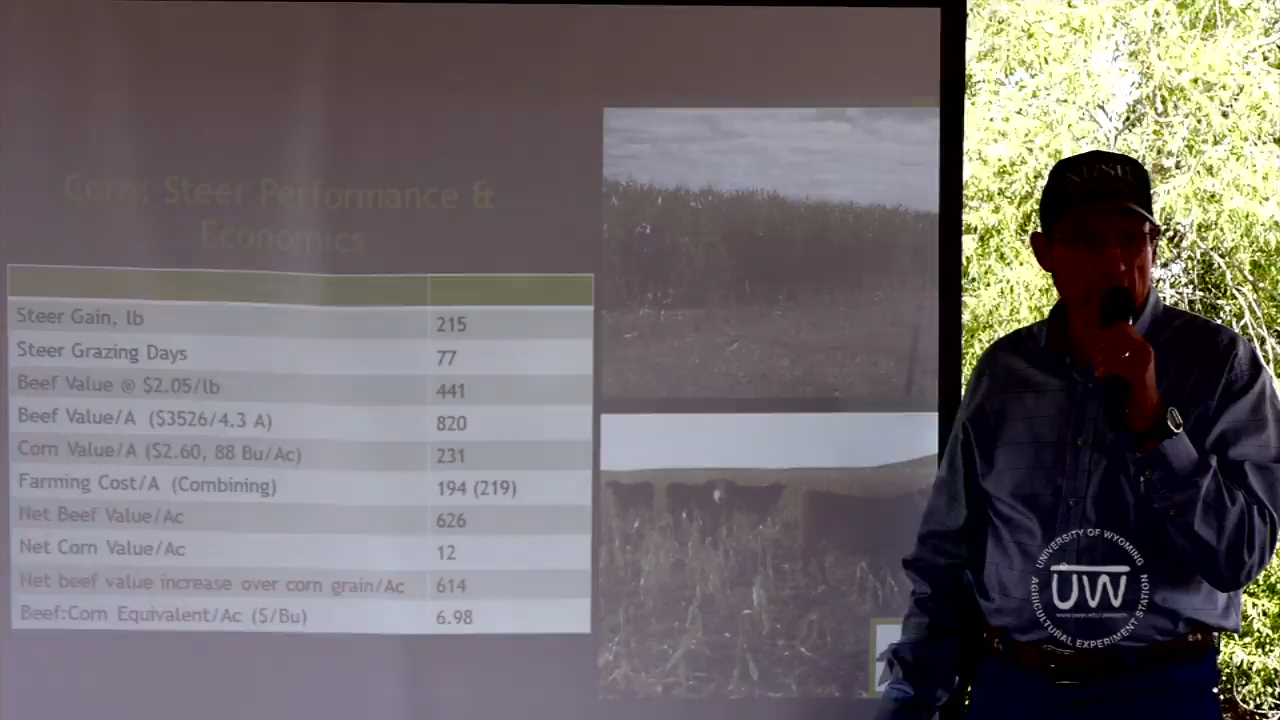 Corn: Steer Performance &
Economics
Steer Gain, lb 215
Steer Grazing Days 77
Beef Value @ $2.05/lb 441
Beef Value/A ($3526/4.3 A) 820
Corn Value/A ($2.60, 88 Bu/Ac) 231
Farming Cost/A (Combining) 194 (219)
Net Beef Value/Ac 626
Net Corn Value/Ac 12
Net beef value increase over corn grain/Ac 614
Beef:Corn Equivalent/Ac ($/Bu) 6.98
UNIVERSITY OF WYOMING
UW
AGRICULTURAL EXPERIMENT STATION